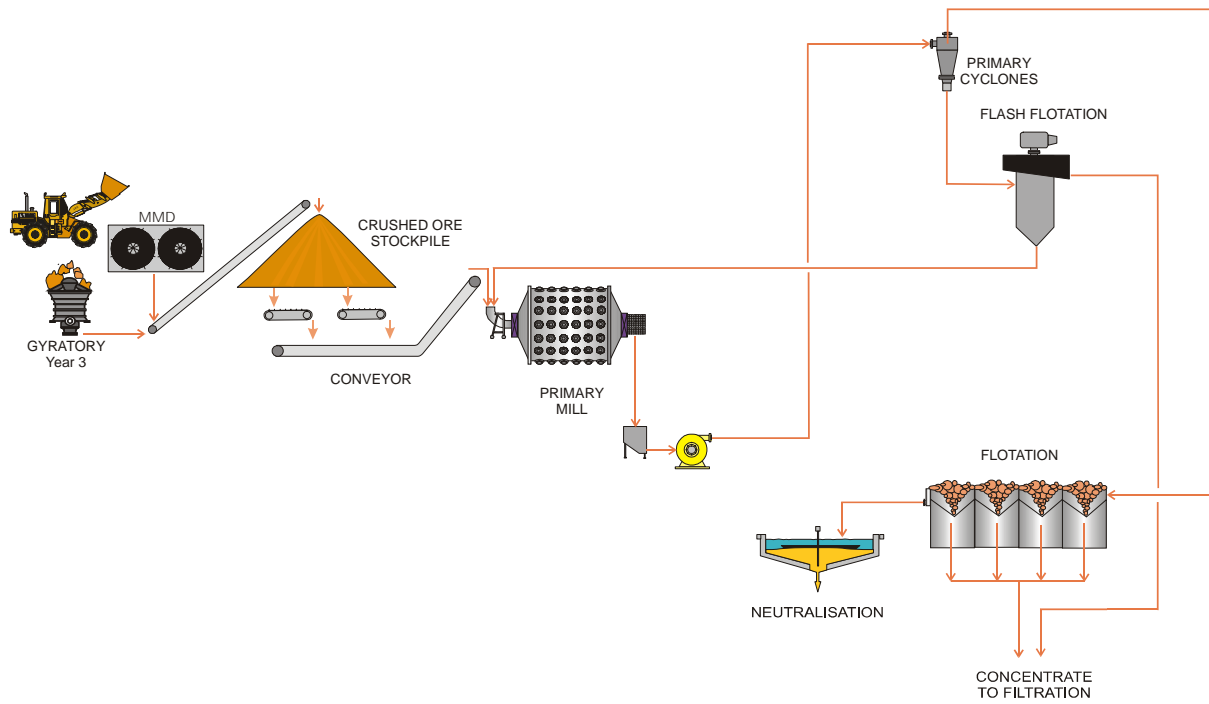 PRIMARY
CYCLONES
FLASH FLOTATION
MMD
CRUSHED ORE
STOCKPILE
GYRATORY
Year 3
CONVEYOR
PRIMARY
MILL
FLOTATION
NEUTRALISATION
CONCENTRATE
TO FILTRATION